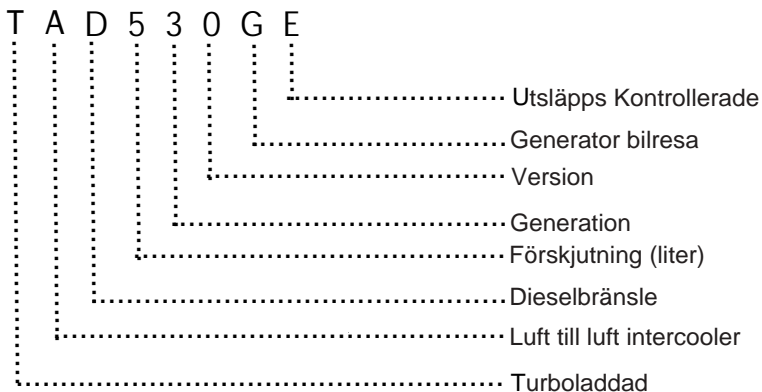 T A D 5 3 0 G E
Utsläpps Kontrollerade
Generator bilresa
Version
Generation
Förskjutning (liter)
Dieselbränsle
Luft till luft intercooler
Turboladdad